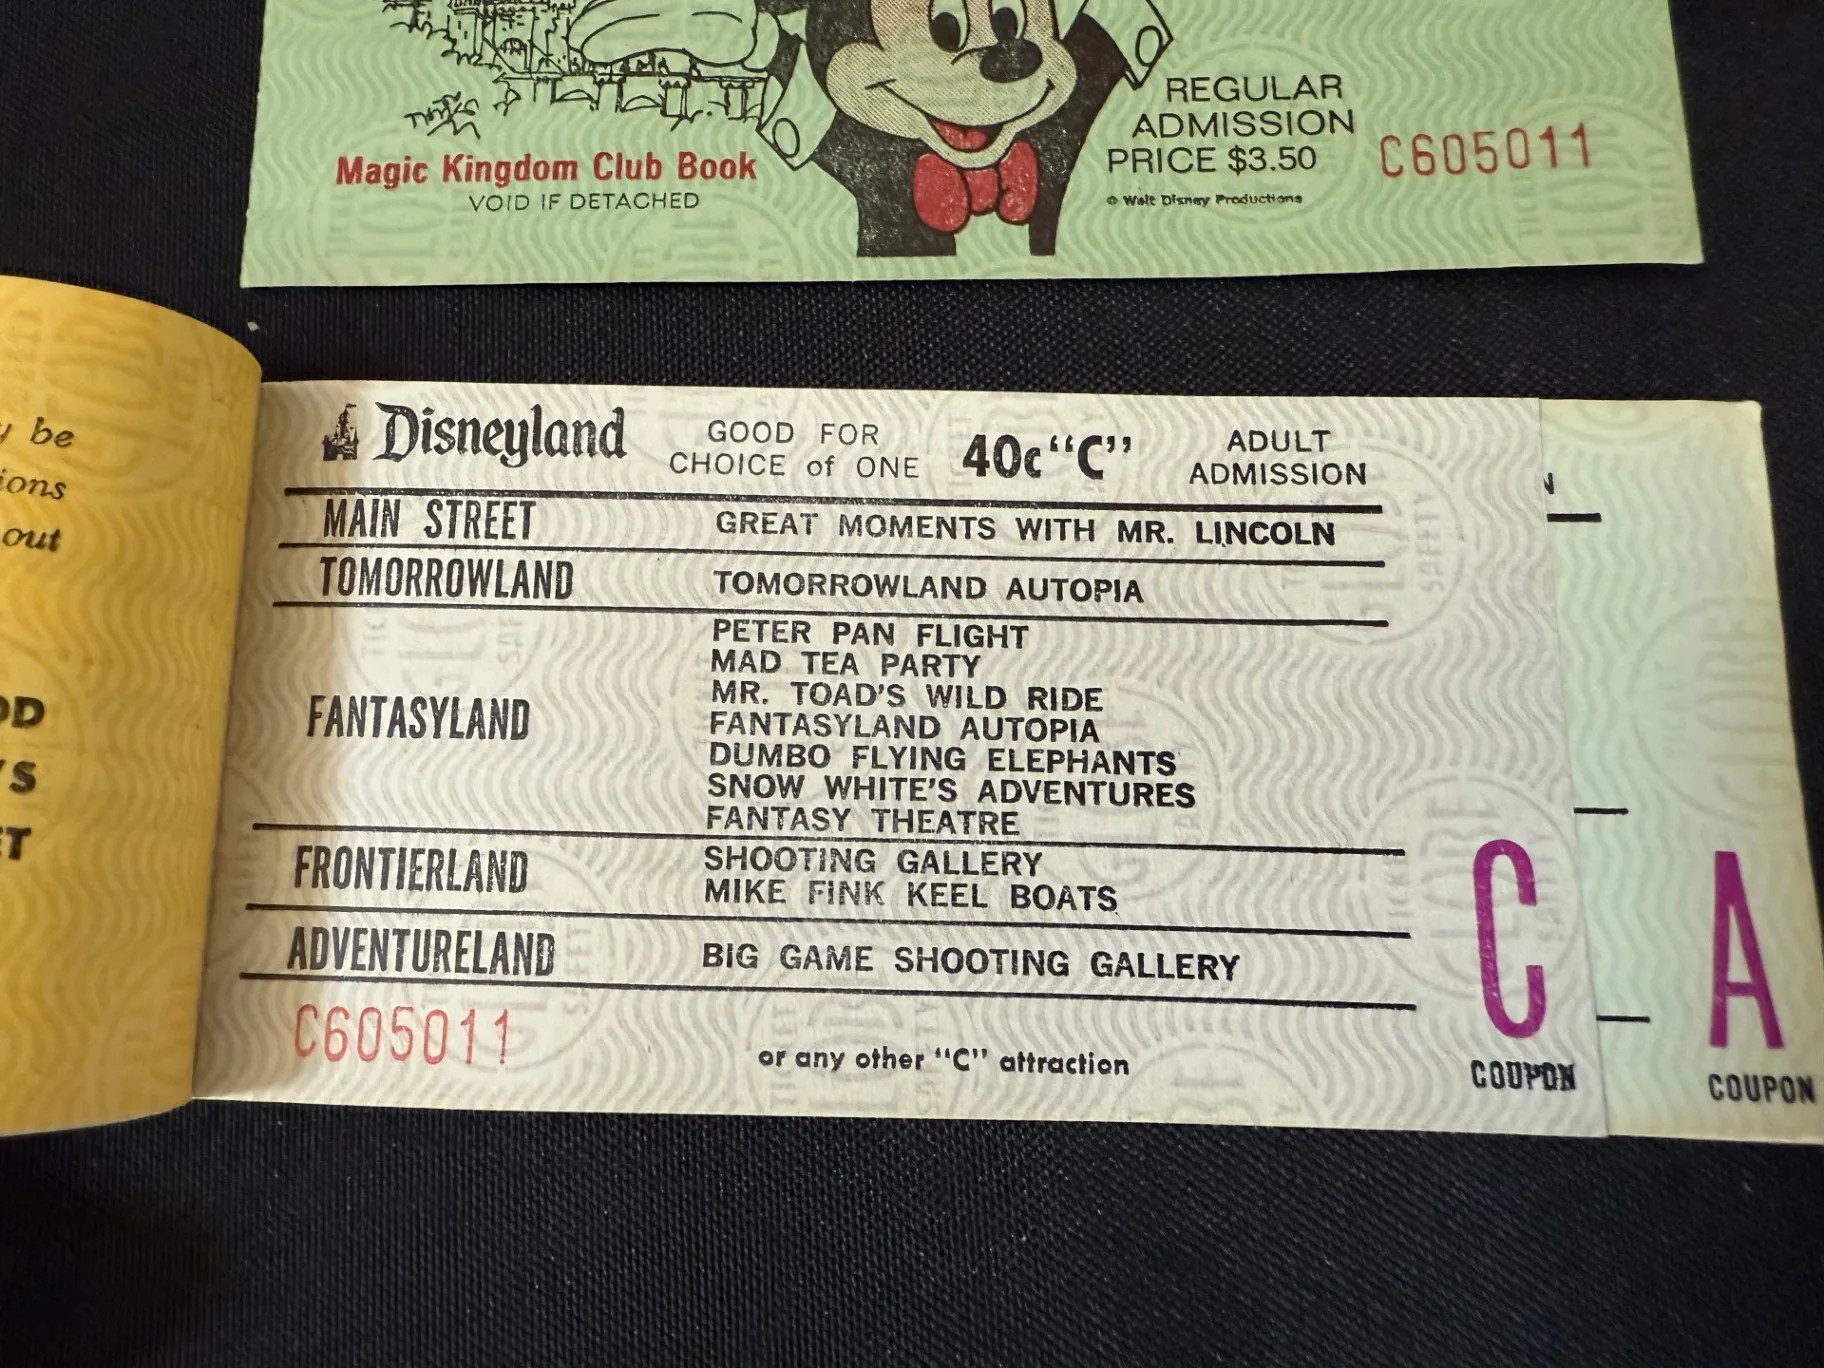 REGULAR
ADMISSION
PRICE $3.50
C605011
Magic Kingdom Club Book
VOID IF DETACHED
© Walt Disney Productions
be
ions
out
OD
'S
ET
Disneyland
GOOD FOR
CHOICE of ONE
40c "C"
ADULT
ADMISSION
MAIN STREET GREAT MOMENTS WITH MR. LINCOLN
TOMORROWLAND TOMORROWLAND AUTOPIA
PETER PAN FLIGHT
MAD TEA PARTY
MR. TOAD'S WILD RIDE
FANTASYLAND FANTASYLAND AUTOPIA
DUMBO FLYING ELEPHANTS
SNOW WHITE'S ADVENTURES
FANTASY THEATRE
FRONTIERLAND SHOOTING GALLERY
MIKE FINK KEEL BOATS
ADVENTURELAND BIG GAME SHOOTING GALLERY
C605011
or any other "C" attraction
C
COUPON
A
COUPON